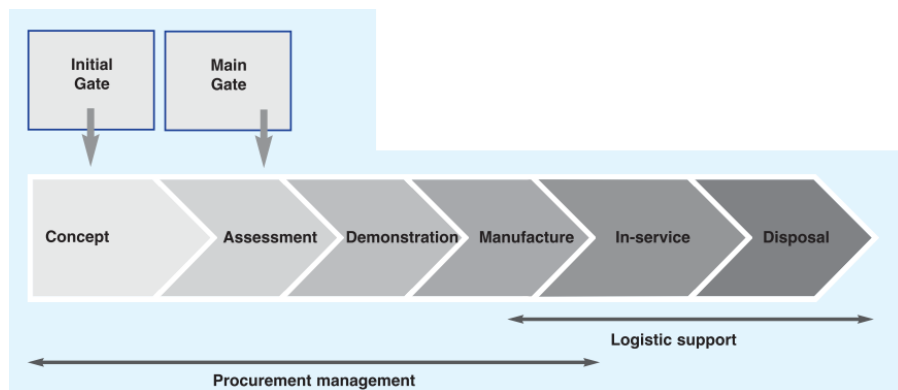 Initial
Gate
Main
Gate
Concept
Assessment
Demonstration
Manufacture
In-service
Disposal
Logistic support
Procurement management